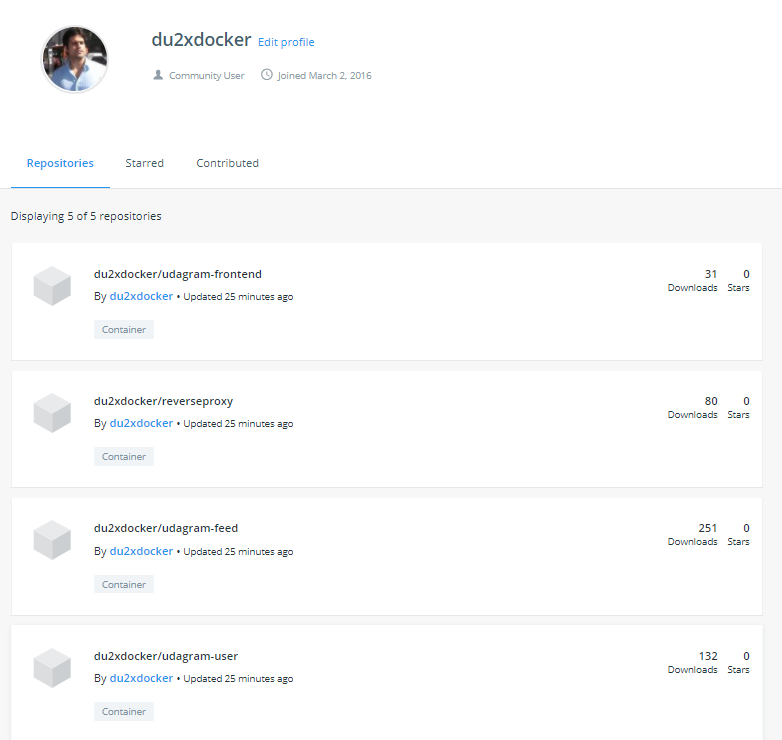 du2xdocker Edit profile
Community User Joined March 2, 2016
Repositories Starred Contributed
Displaying 5 of 5 repositories
du2xdocker/udagram-frontend 31 0
Downloads Stars
By du2xdocker • Updated 25 minutes ago
Container
du2xdocker/reverseproxy 80 0
Downloads Stars
By du2xdocker • Updated 25 minutes ago
Container
du2xdocker/udagram-feed 251 0
Downloads Stars
By du2xdocker • Updated 25 minutes ago
Container
du2xdocker/udagram-user 132 0
Downloads Stars
By du2xdocker • Updated 25 minutes ago
Container